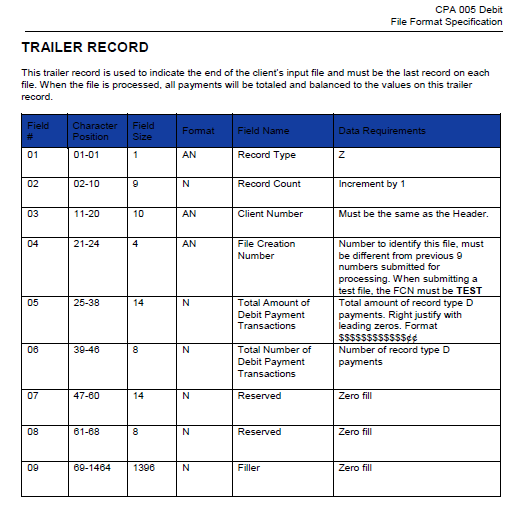 CPA 005 Debit
File Format Specification
TRAILER RECORD
This trailer record is used to indicate the end of the client's input file and must be the last record on each
file. When the file is processed, all payments will be totaled and balanced to the values on this trailer
record.
Field # Character Position Field Size Format Field Name Data Requirements
01 01-01 1 AN Record Type Z
02 02-10 9 N Record Count Increment by 1
03 11-20 10 AN Client Number Must be the same as the Header.
04 21-24 4 AN File Creation Number Number to identify this file, must
be different from previous 9
numbers submitted for
processing. When submitting a
test file, the FCN must be TEST
05 25-38 14 N Total Amount of Debit Payment Transactions Total amount of record type D
payments. Right justify with
leading zeros. Format
$$$$$$$$$$$$¢¢
06 39-46 8 N Total Number of Debit Payment Transactions Number of record type D
payments
07 47-60 14 N Reserved Zero fill
08 61-68 8 N Reserved Zero fill
09 69-1464 1396 N Filler Zero fill